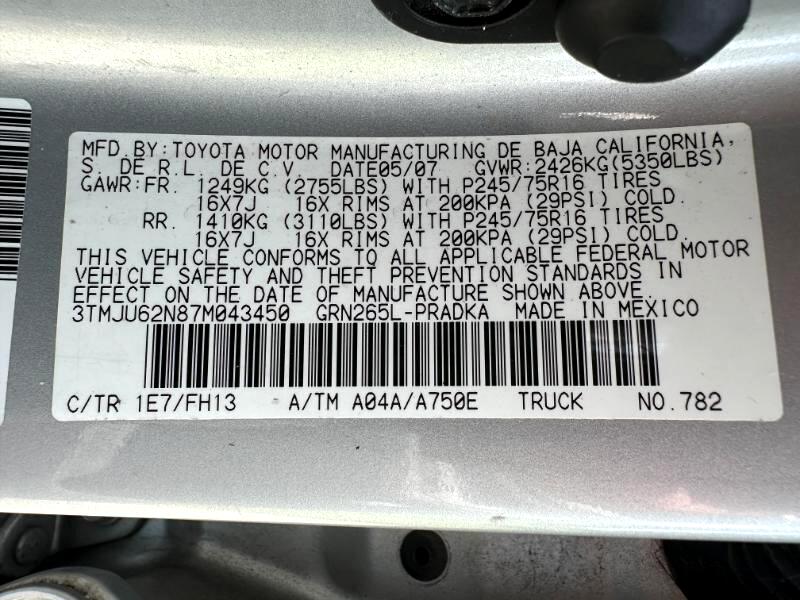 MFD. BY: TOYOTA MOTOR MANUFACTURING DE BAJA CALIFORNIA,
S. DE R.L. DE C.V. DATE05/07 GVWR:2426KG(5350LBS)
GAWR:FR. 1249KG (2755LBS) WITH P245/75R16 TIRES
16X7J 16X RIMS AT 200KPA (29PSI) COLD.
RR. 1410KG (3110LBS) WITH P245/75R16 TIRES
16X7J 16X RIMS AT 200KPA (29PSI) COLD.
THIS VEHICLE CONFORMS TO ALL APPLICABLE FEDERAL MOTOR
VEHICLE SAFETY AND THEFT PREVENTION STANDARDS IN
EFFECT ON THE DATE OF MANUFACTURE SHOWN ABOVE.
3TMJU62N87M043450 GRN265L-PRADKA MADE IN MEXICO
C/TR 1E7/FH13 A/TM A04A/A750E TRUCK NO.782